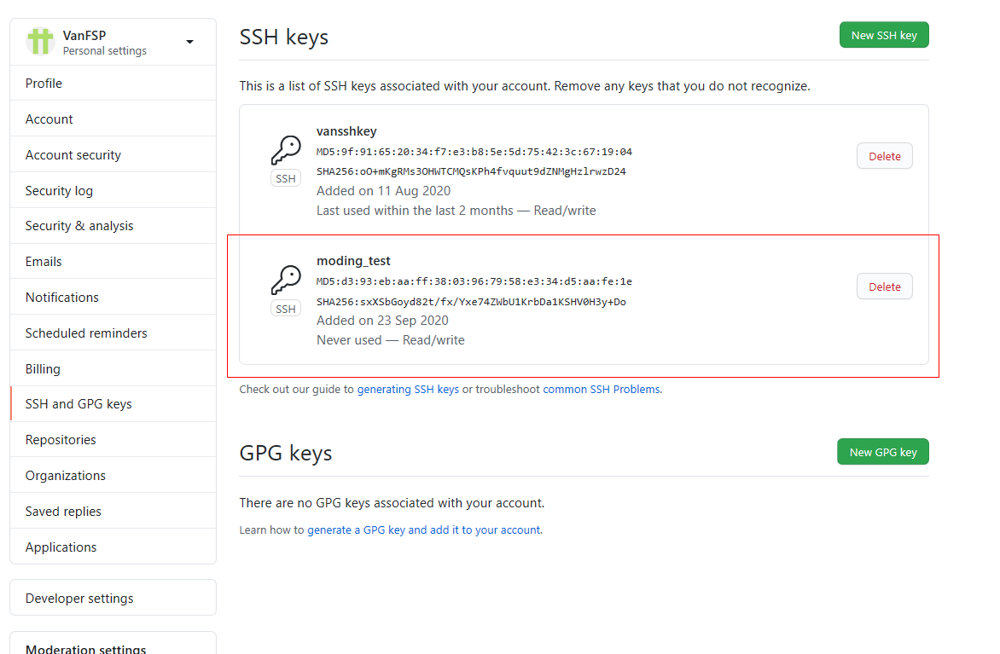 VanFSP
Personal settings
Profile
Account
Account security
Security log
Security & analysis
Emails
Notifications
Scheduled reminders
Billing
SSH and GPG keys
Repositories
Organizations
Saved replies
Applications
Developer settings
Moderation settings
SSH keys
New SSH key
This is a list of SSH keys associated with your account. Remove any keys that you do not recognize.
vansshkey
MD5:9f:91:65:20:34:f7:e3:b8:5e:5d:75:42:3c:67:19:04
SHA256:oO+mKgRMs3OHWTCMQsKPh4fvquut9dZNMgHzlrwzD24
Added on 11 Aug 2020
Last used within the last 2 months — Read/write
SSH
Delete
moding_test
MD5:d3:93:eb:aa:ff:38:03:96:79:58:e3:34:d5:aa:fe:1e
SHA256:sxXSbGoyd82t/fx/Yxe74ZWbU1KrbDa1KSHV0H3y+Do
Added on 23 Sep 2020
Never used — Read/write
SSH
Delete
Check out our guide to generating SSH keys or troubleshoot common SSH Problems.
GPG keys
New GPG key
There are no GPG keys associated with your account.
Learn how to generate a GPG key and add it to your account.